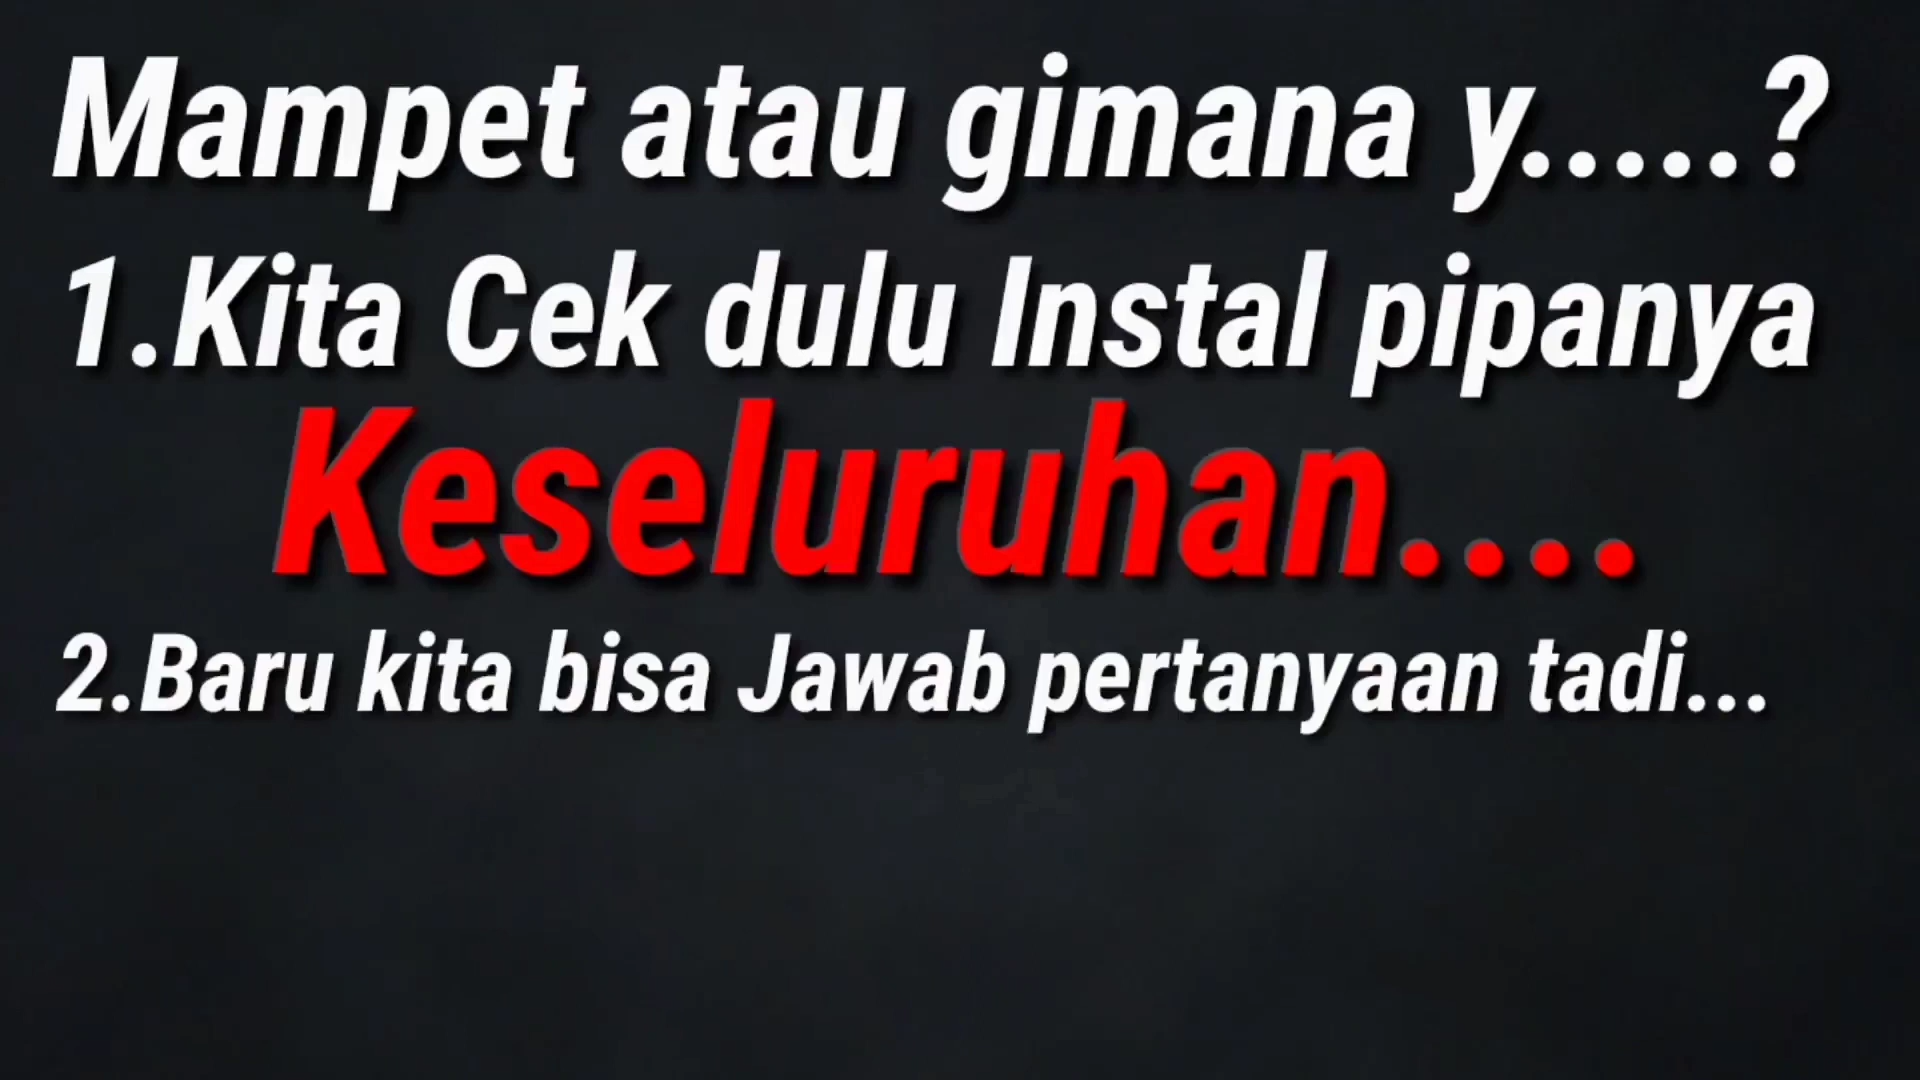 Mampet atau gimana y.....?
1.Kita Cek dulu Instal pipanya
Keseluruhan....
2.Baru kita bisa Jawab pertanyaan tadi...